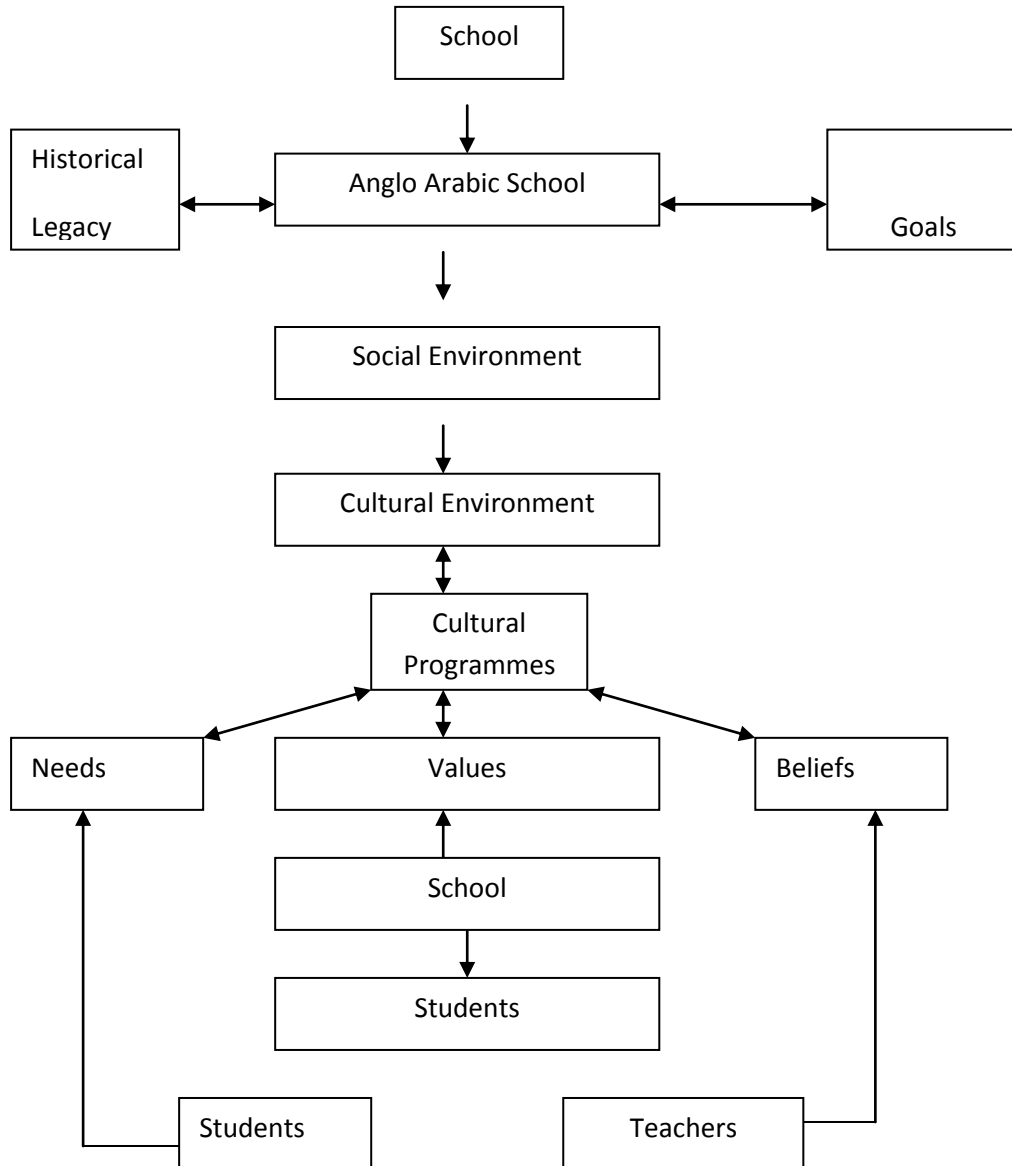 School
Historical
Legacy
Anglo Arabic School
Goals
Social Environment
Cultural Environment
Cultural
Programmes
Needs
Values
Beliefs
School
Students
Students
Teachers